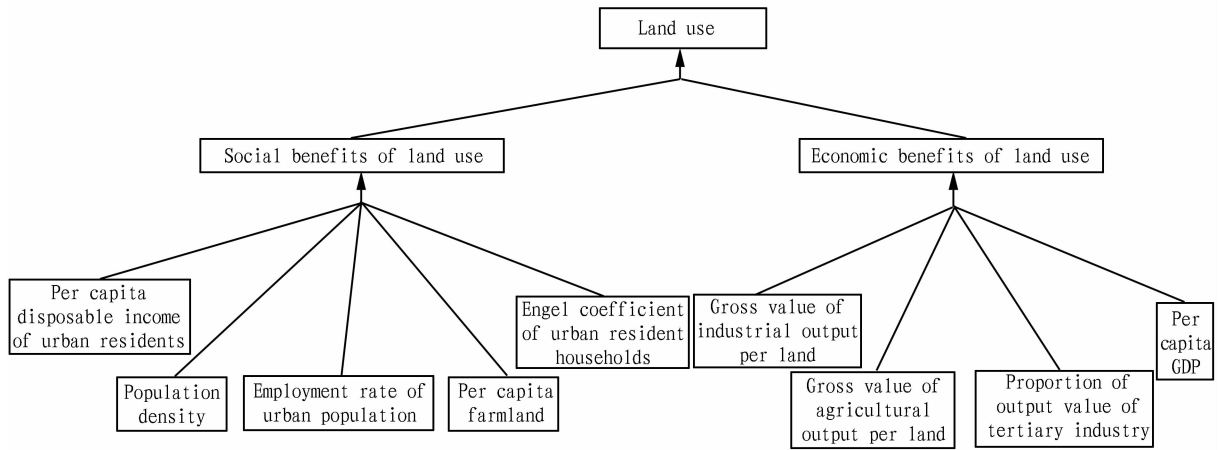 Land use
Social benefits of land use
Economic benefits of land use
Per capita
disposable income
of urban residents
Population
density
Employment rate of
urban population
Per capita
farmland
Engel coefficient
of urban resident
households
Gross value of
industrial output
per land
Gross value of
agricultural
output per land
Proportion of
output value of
tertiary industry
Per
capita
GDP